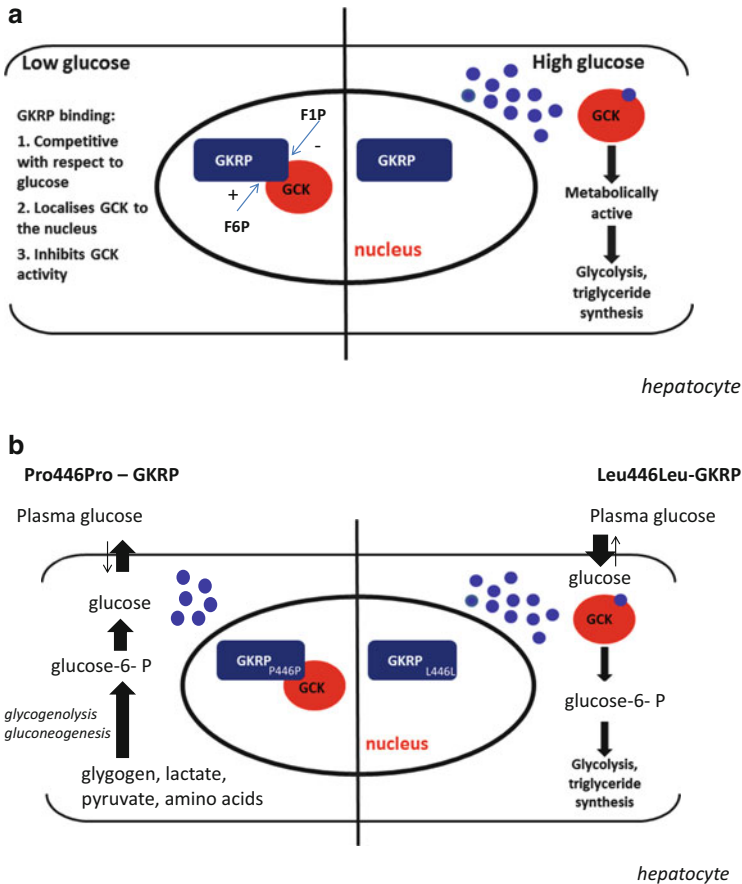 a
Low glucose
High glucose
GKRP binding:
1. Competitive
with respect to
glucose
2. Localises GCK to
the nucleus
3. Inhibits GCK
activity
F1P
-
GKRP
GCK
+
F6P
GKRP
nucleus
GCK
Metabolically
active
Glycolysis,
triglyceride
synthesis
hepatocyte
b
Pro446Pro – GKRP
Leu446Leu-GKRP
Plasma glucose
Plasma glucose
glucose
glucose-6- P
glycogenolysis
gluconeogenesis
glygogen, lactate,
pyruvate, amino acids
GKRP
P446P
GCK
GKRP
L446L
nucleus
glucose
GCK
glucose-6- P
Glycolysis,
triglyceride
synthesis
hepatocyte